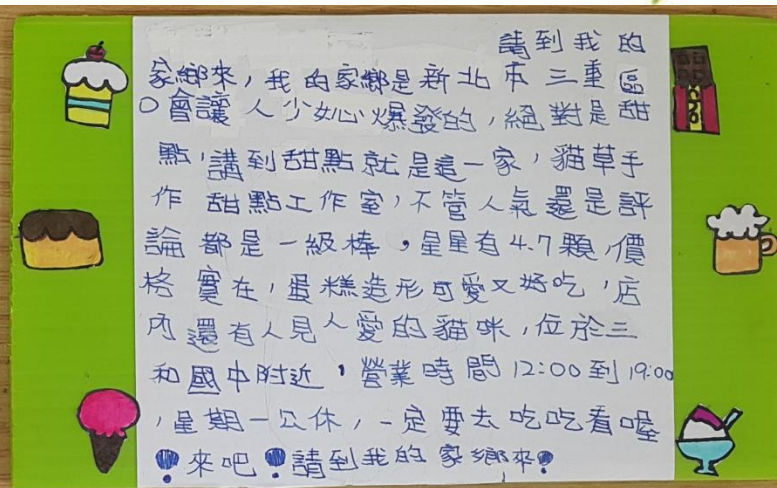 請到我的
家鄉來，我的家鄉是新北市三重區
。會讓人少女心爆發的，絕對是甜
點，講到甜點就是這一家，貓草手
作甜點工作室，不管人氣還是評
論都是一級棒，星星有4.7顆，價
格實在，蛋糕造形可愛又好吃，店
內還有人見人愛的貓咪，位於三
和國中附近，營業時間12:00到19:00
，星期一公休，一定要去吃吃看喔
！來吧！請到我的家鄉來！